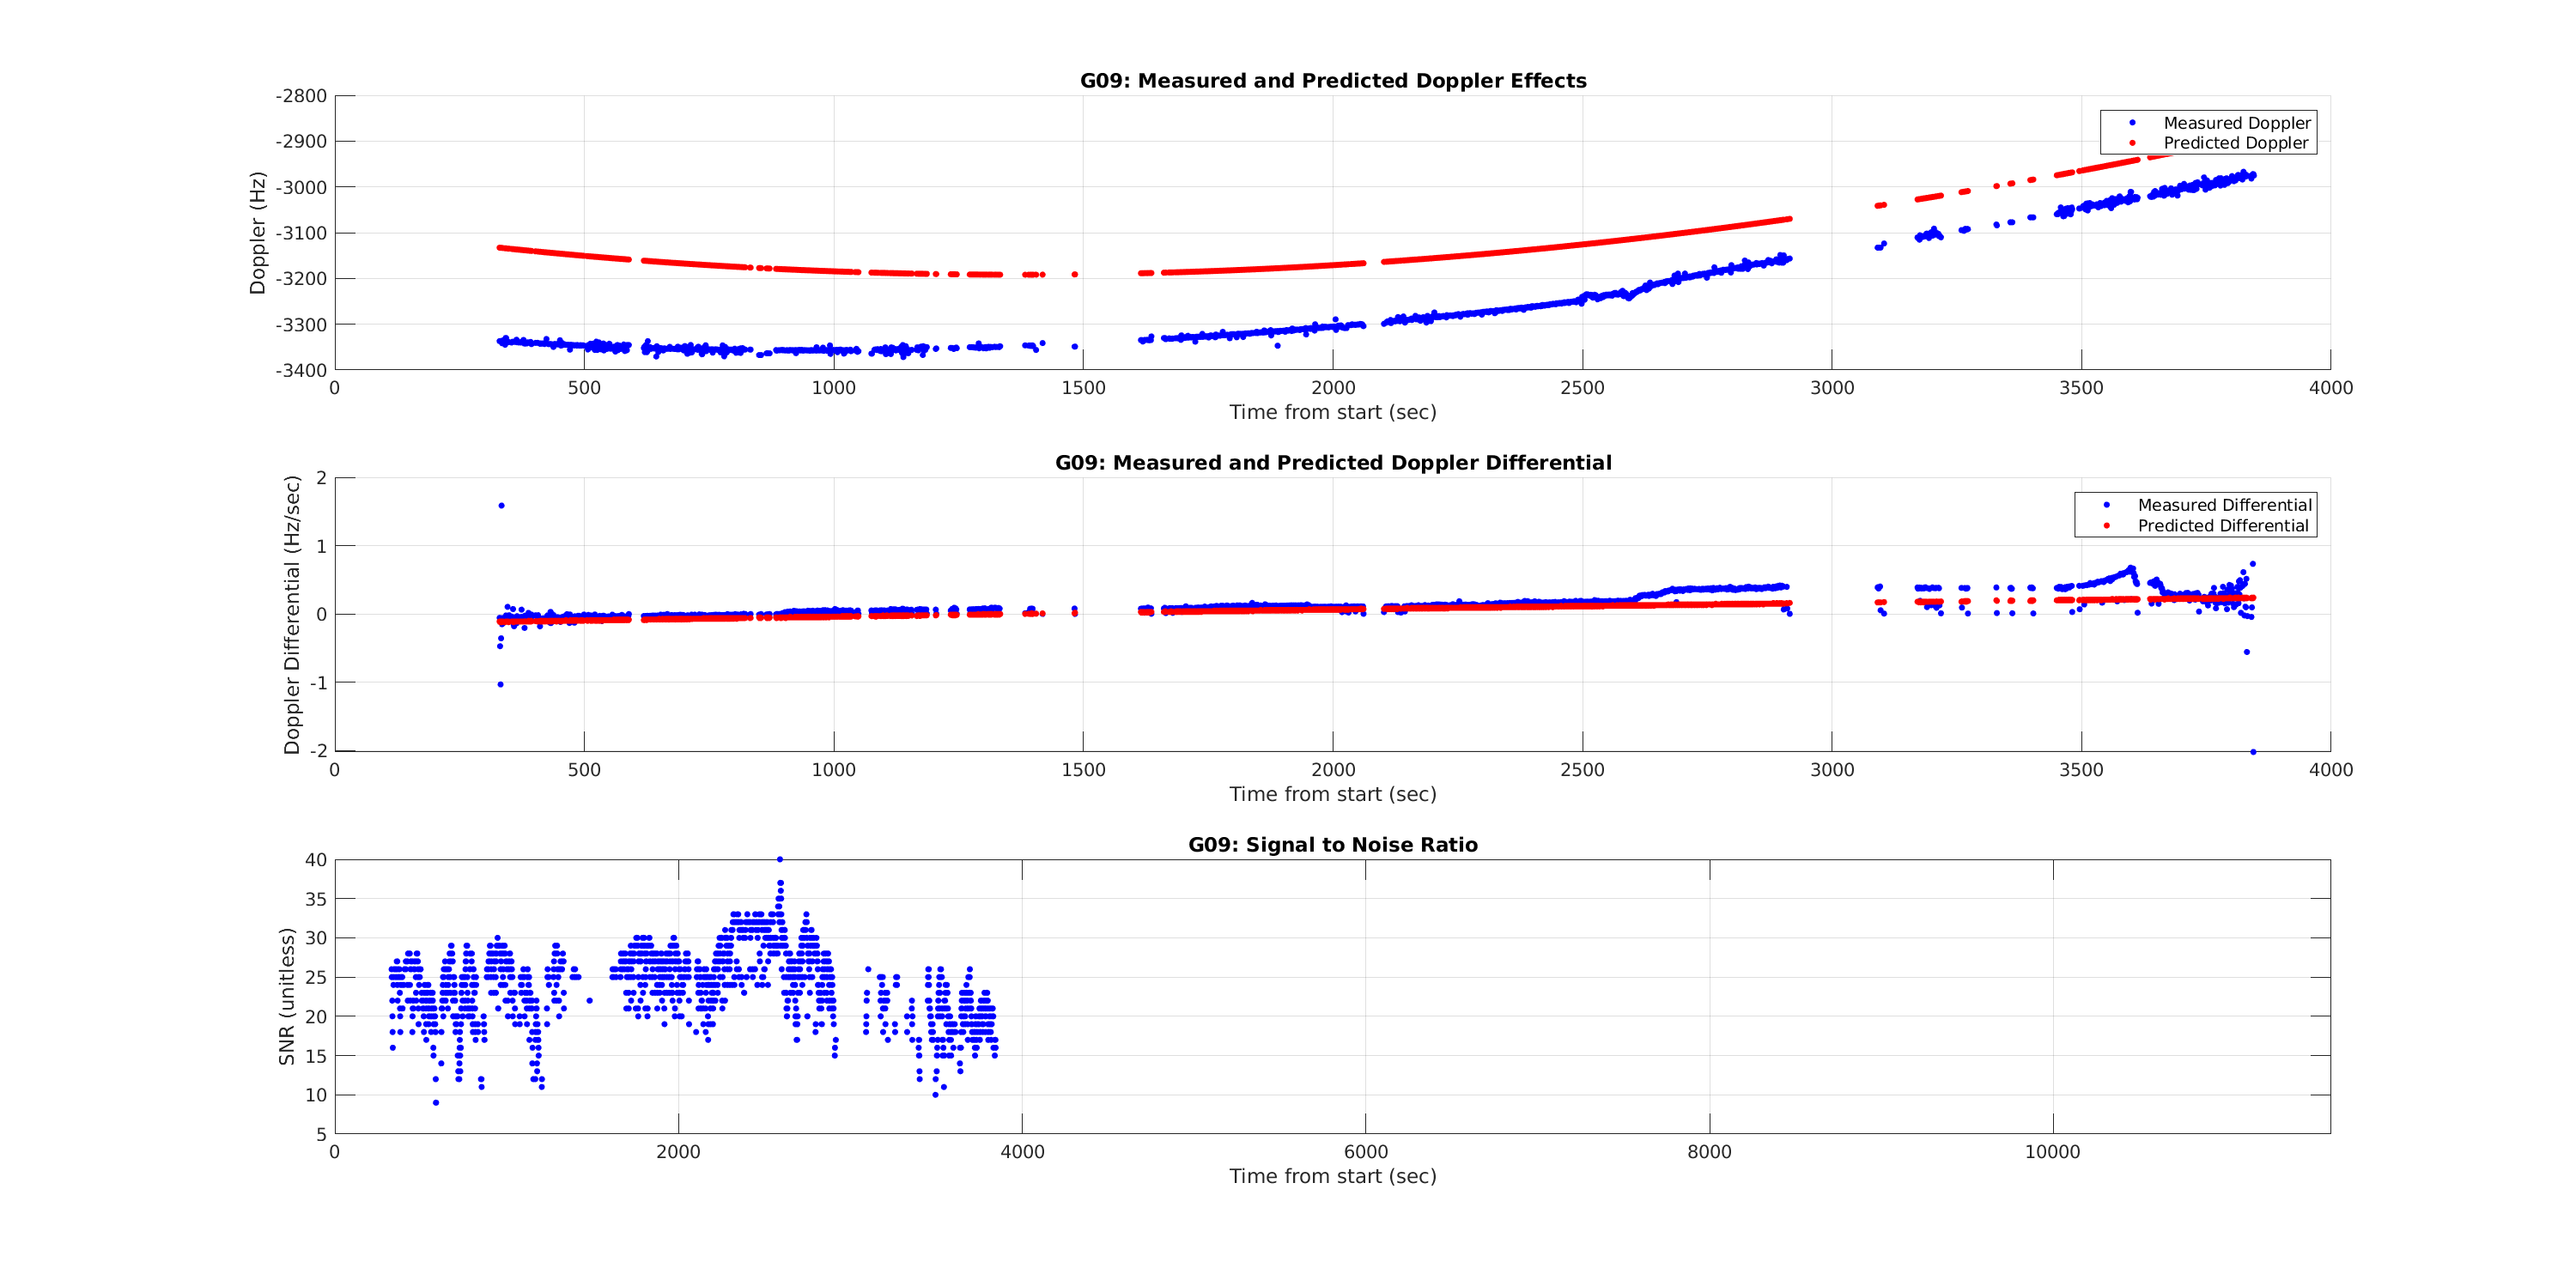 G09: Measured and Predicted Doppler Effects
-2800
-2900
-3000
-3100
-3200
-3300
-3400
Doppler (Hz)
Measured Doppler
Predicted Doppler
0 500 1000 1500 2000 2500 3000 3500 4000
Time from start (sec)
G09: Measured and Predicted Doppler Differential
2
1
0
-1
-2
Doppler Differential (Hz/sec)
Measured Differential
Predicted Differential
0 500 1000 1500 2000 2500 3000 3500 4000
Time from start (sec)
G09: Signal to Noise Ratio
40
35
30
25
20
15
10
5
SNR (unitless)
0 2000 4000 6000 8000 10000
Time from start (sec)